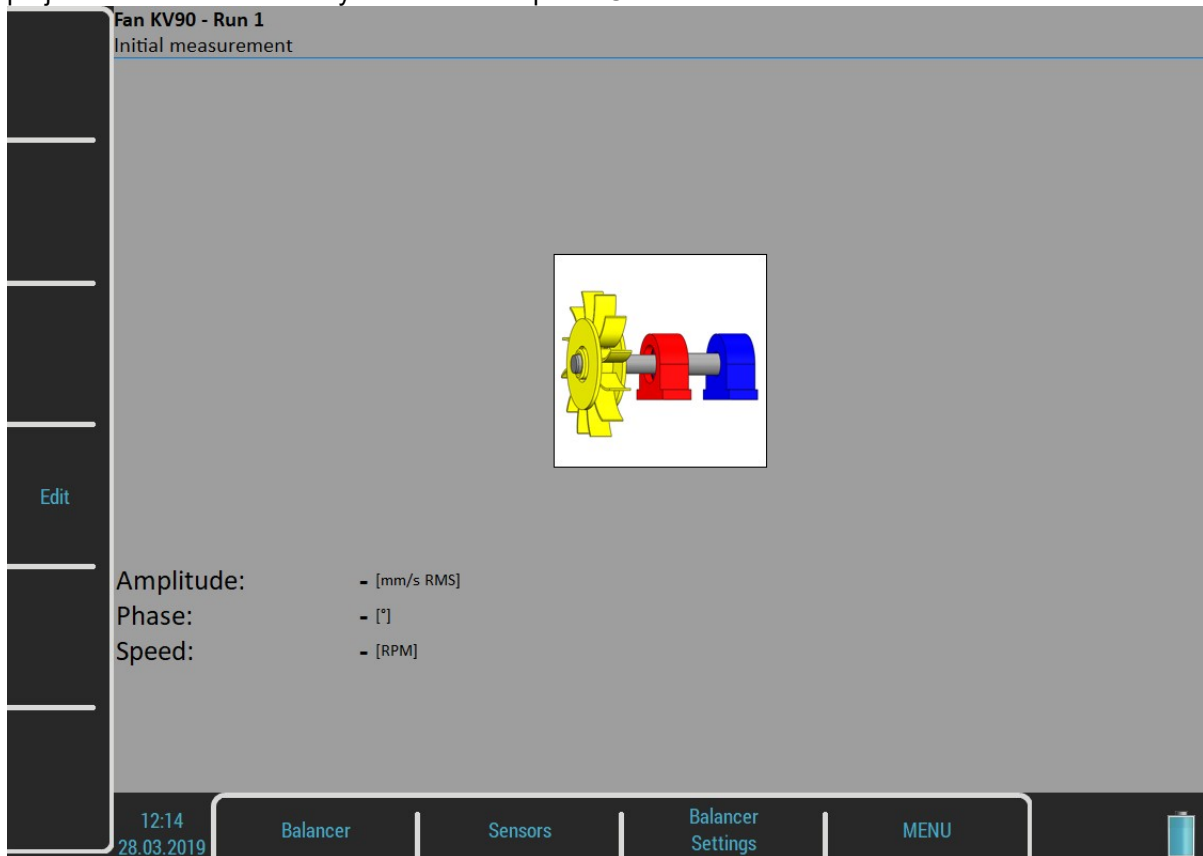 Fan KV90 - Run 1
Initial measurement
Edit
Amplitude: - [mm/s RMS]
Phase: - [°]
Speed: - [RPM]
12:14
28.03.2019
Balancer
Sensors
Balancer
Settings
MENU